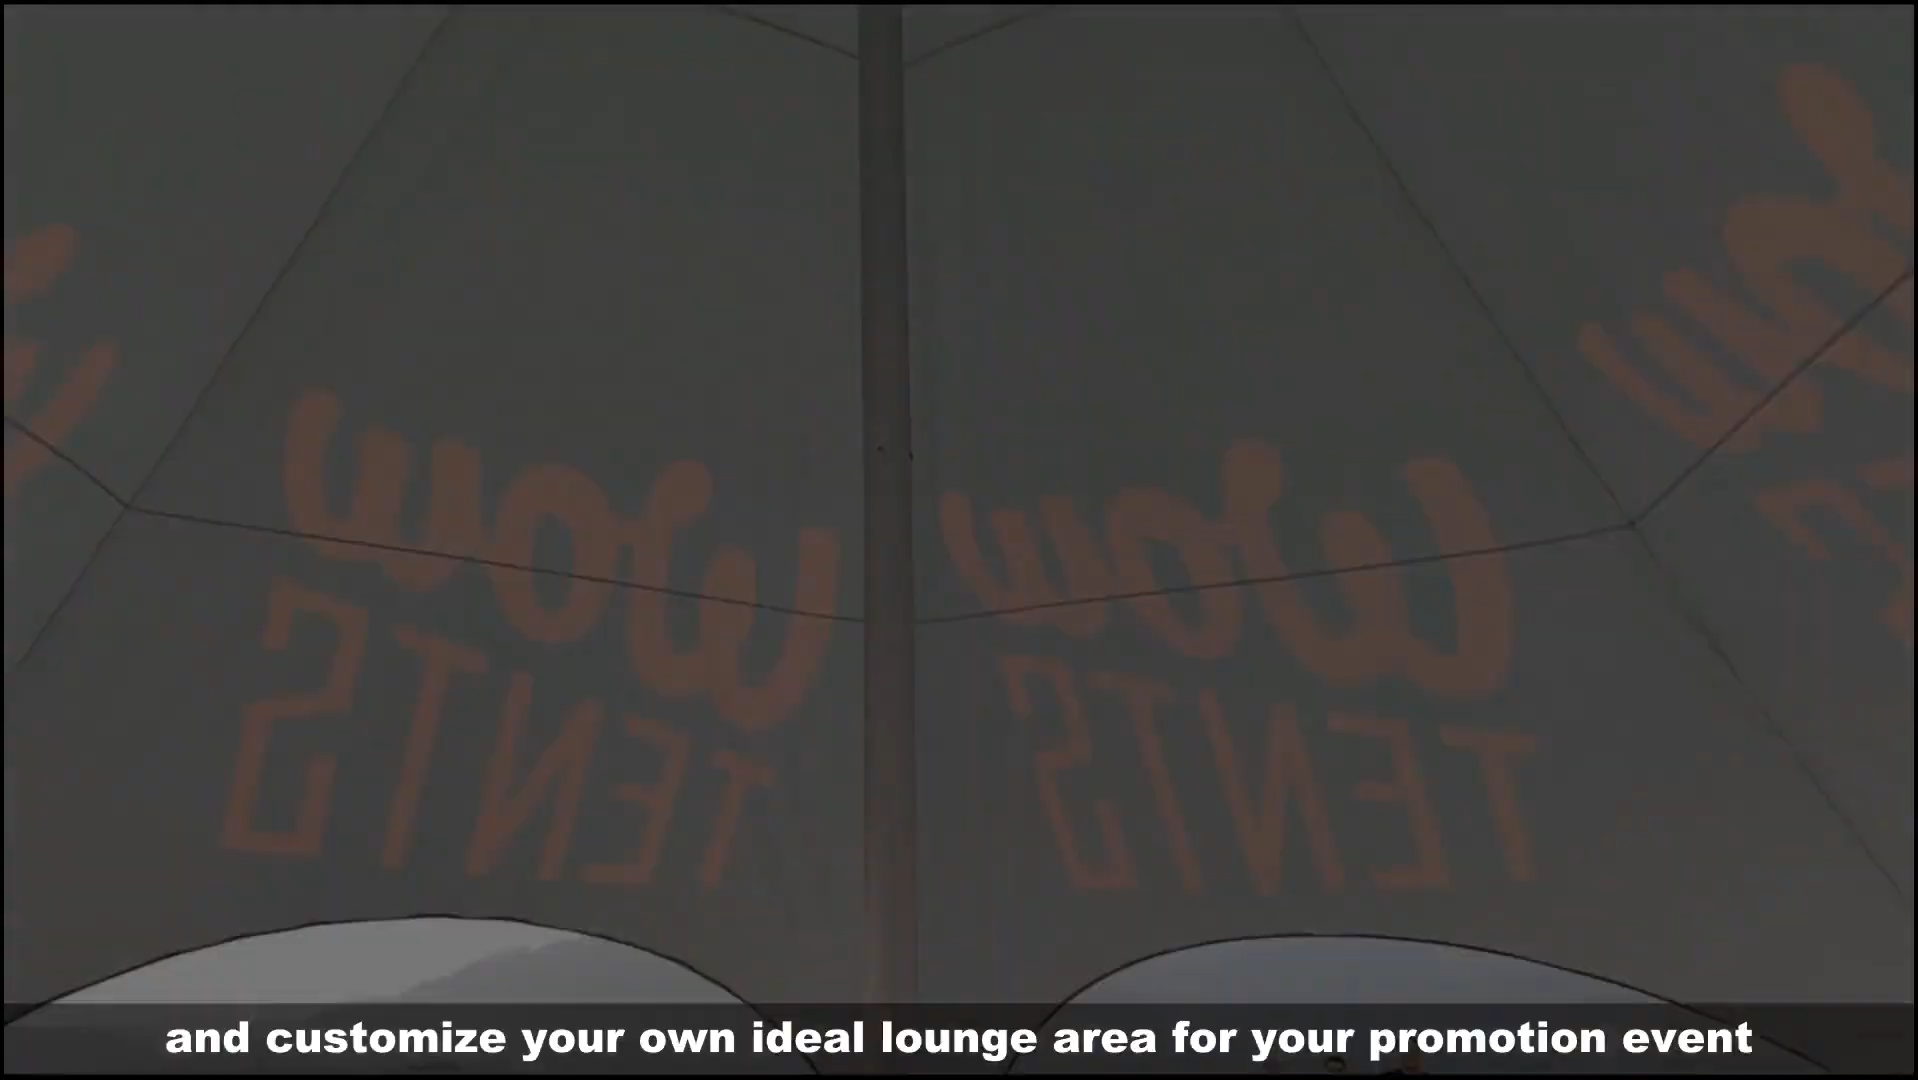 Wow
TENTS
Wow
TENTS
and customize your own ideal lounge area for your promotion event